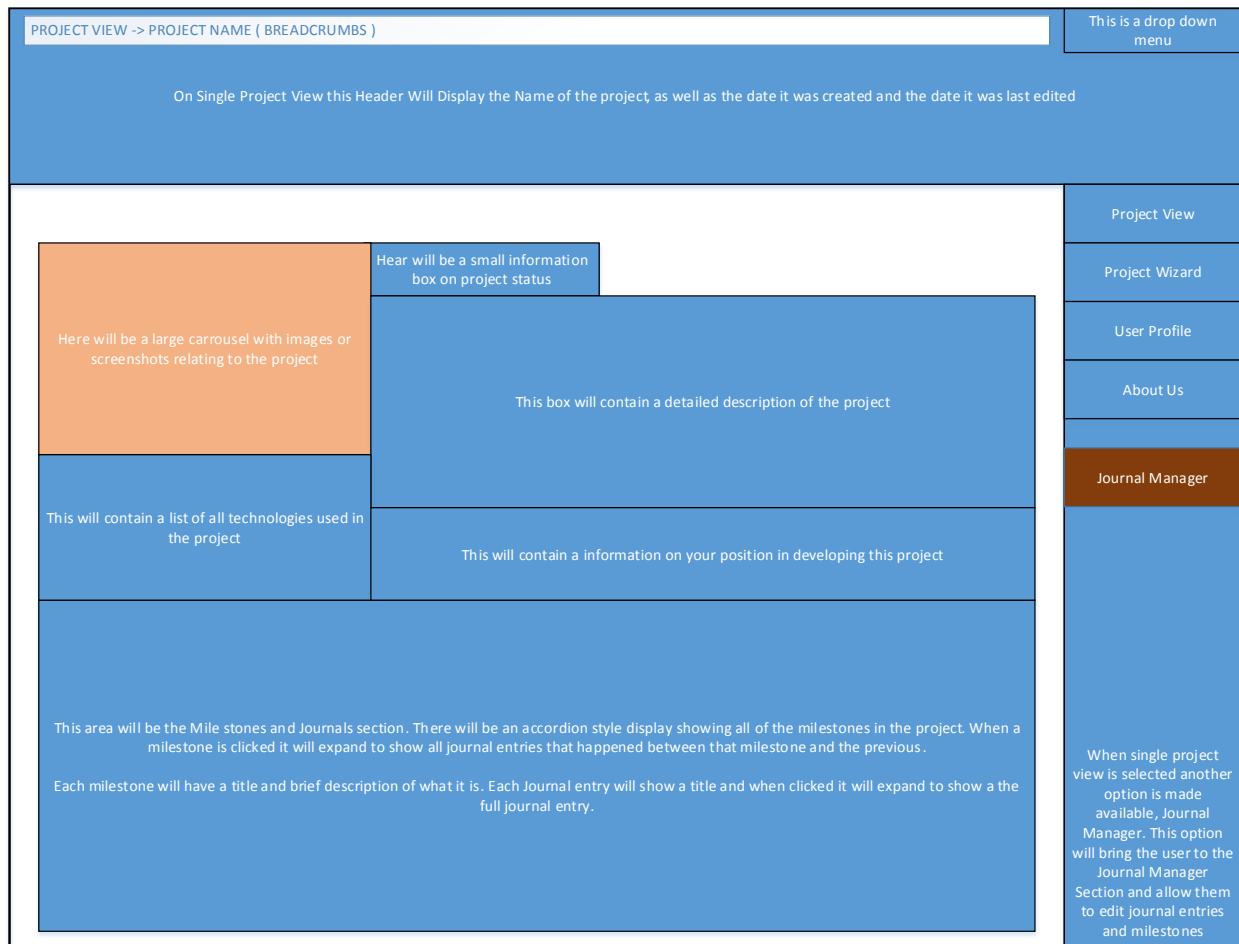 PROJECT VIEW -> PROJECT NAME ( BREADCRUMBS )
This is a drop down
menu
On Single Project View this Header Will Display the Name of the project, as well as the date it was created and the date it was last edited
Project View
Project Wizard
User Profile
About Us
Journal Manager
Hear will be a small information
box on project status
Here will be a large carrousel with images or
screenshots relating to the project
This box will contain a detailed description of the project
This will contain a list of all technologies used in
the project
This will contain a information on your position in developing this project
This area will be the Mile stones and Journals section. There will be an accordion style display showing all of the milestones in the project. When a
milestone is clicked it will expand to show all journal entries that happened between that milestone and the previous.
Each milestone will have a title and brief description of what it is. Each Journal entry will show a title and when clicked it will expand to show a the
full journal entry.
When single project
view is selected another
option is made
available, Journal
Manager. This option
will bring the user to the
Journal Manager
Section and allow them
to edit journal entries
and milestones